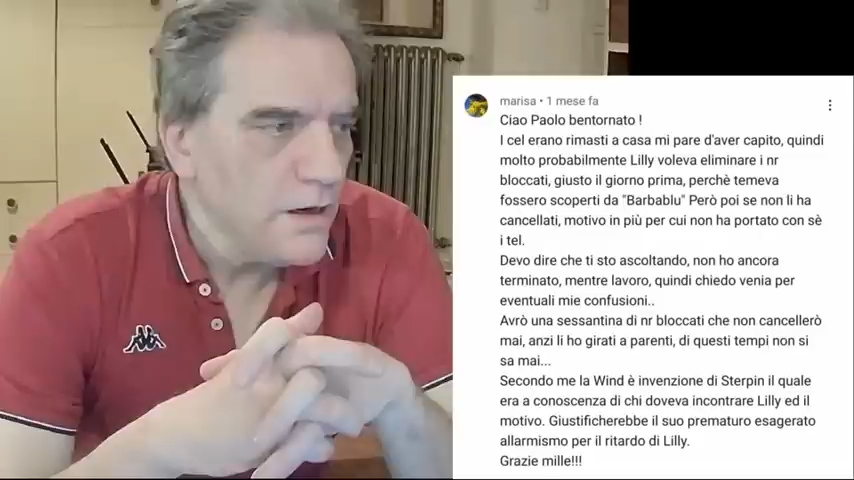 marisa • 1 mese fa
Ciao Paolo bentornato !
I cel erano rimasti a casa mi pare d'aver capito, quindi
molto probabilmente Lilly voleva eliminare i nr
bloccati, giusto il giorno prima, perchè temeva
fossero scoperti da "Barbablu" Però poi se non li ha
cancellati, motivo in più per cui non ha portato con sè
i tel.
Devo dire che ti sto ascoltando, non ho ancora
terminato, mentre lavoro, quindi chiedo venia per
eventuali mie confusioni..
Avrò una sessantina di nr bloccati che non cancellerò
mai, anzi li ho girati a parenti, di questi tempi non si
sa mai...
Secondo me la Wind è invenzione di Sterpin il quale
era a conoscenza di chi doveva incontrare Lilly ed il
motivo. Giustificherebbe il suo prematuro esagerato
allarmismo per il ritardo di Lilly.
Grazie mille!!!
Kappa